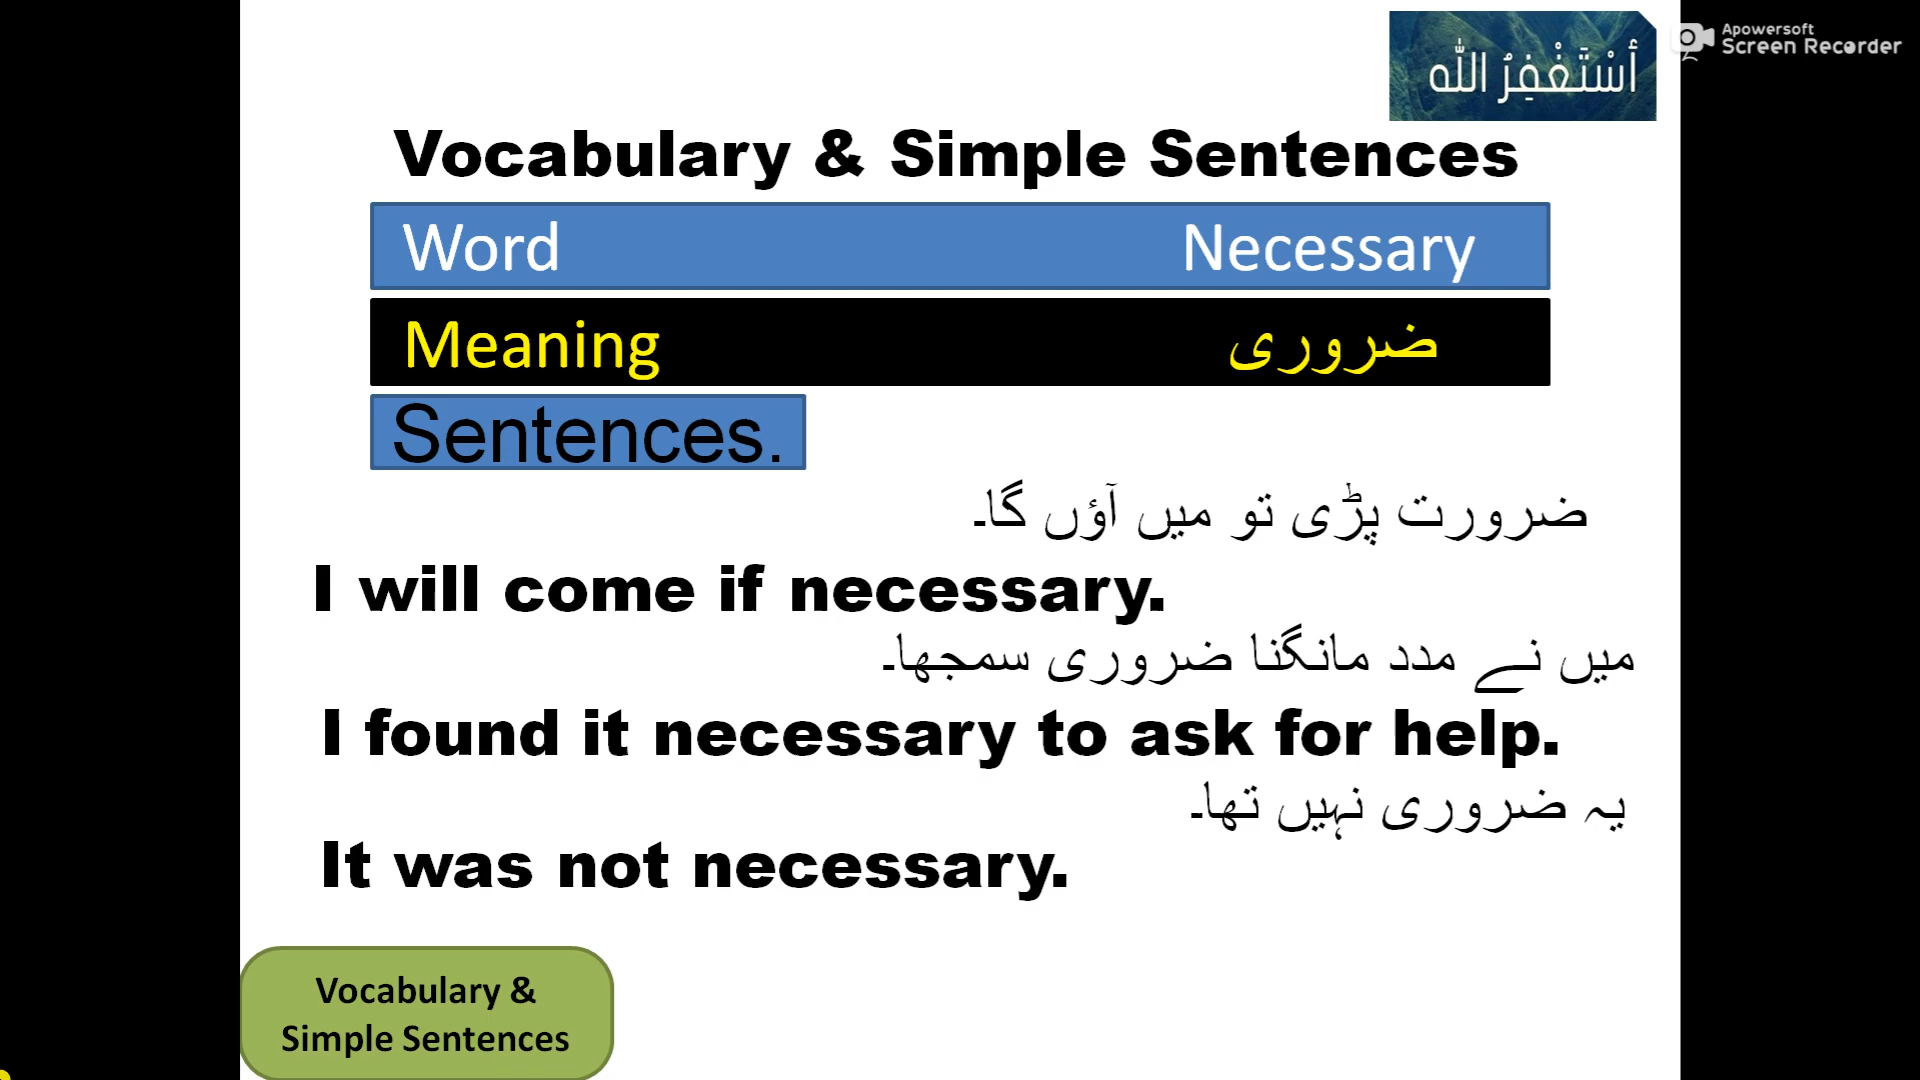 أسْتَغْفِرُ الله
Apowersoft
Screen Recorder
Vocabulary & Simple Sentences
Word Necessary
Meaning ضروری
Sentences.
ضرورت پڑی تو میں آؤں گا۔
I will come if necessary.
میں نے مدد مانگنا ضروری سمجھا۔
I found it necessary to ask for help.
یہ ضروری نہیں تھا۔
It was not necessary.
Vocabulary &
Simple Sentences